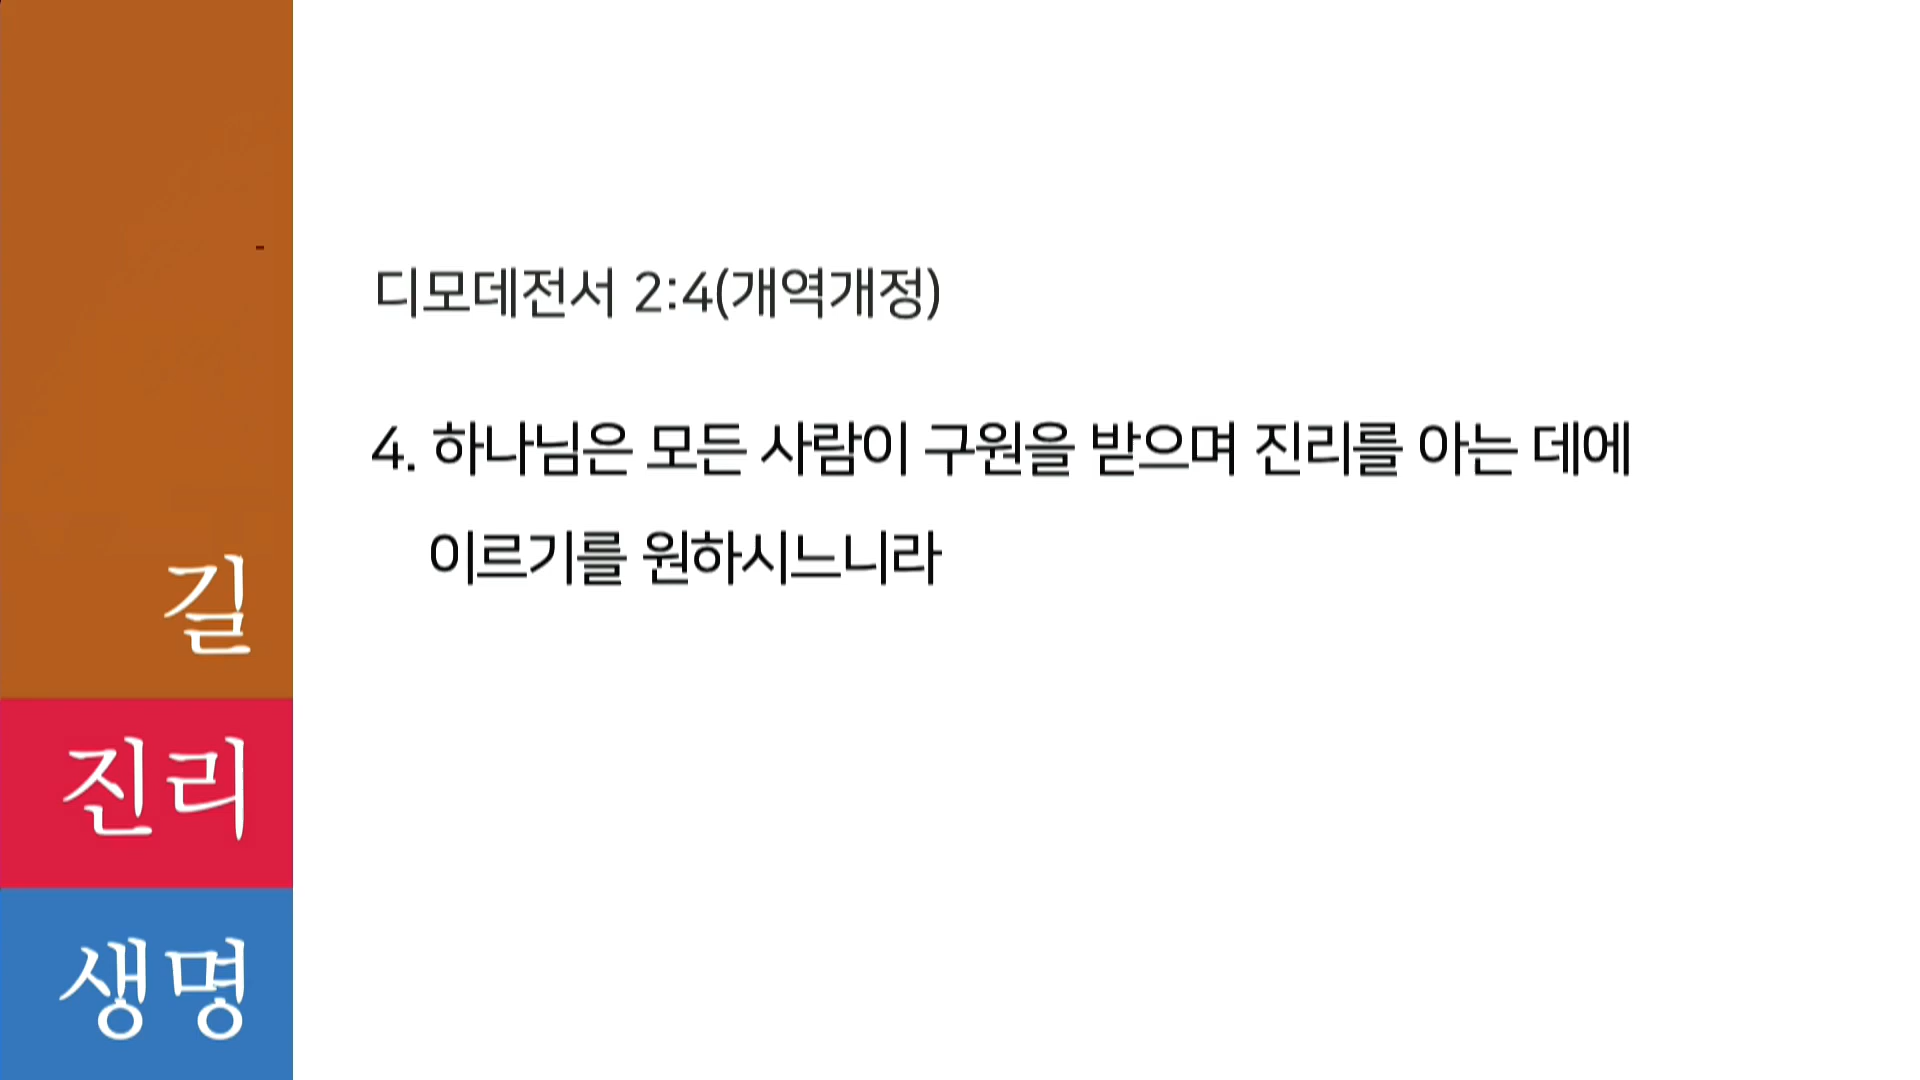 디모데전서 2:4(개역개정)
4. 하나님은 모든 사람이 구원을 받으며 진리를 아는 데에
이르기를 원하시느니라
길
진리
생명